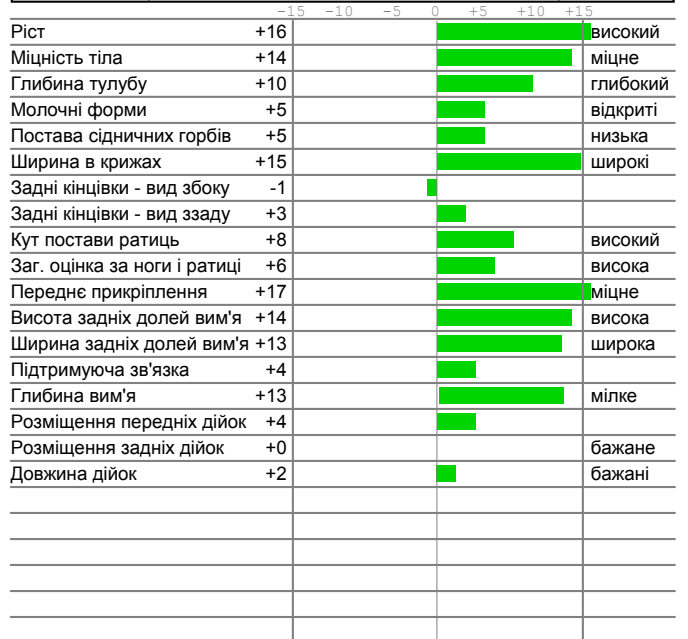 -15 -10 -5 0 +5 +10 +15
Ріст +16 високий
Міцність тіла +14 міцне
Глибина тулубу +10 глибокий
Молочні форми +5 відкриті
Постава сідничних горбів +5 низька
Ширина в крижах +15 широкі
Задні кінцівки - вид збоку -1
Задні кінцівки - вид ззаду +3
Кут постави ратиць +8 високий
Заг. оцінка за ноги і ратиці +6 висока
Переднє прикріплення +17 міцне
Висота задніх долей вим'я +14 висока
Ширина задніх долей вим'я +13 широка
Підтримуюча зв'язка +4
Глибина вим'я +13 мілке
Розміщення передніх дійок +4
Розміщення задніх дійок +0 бажане
Довжина дійок +2 бажані